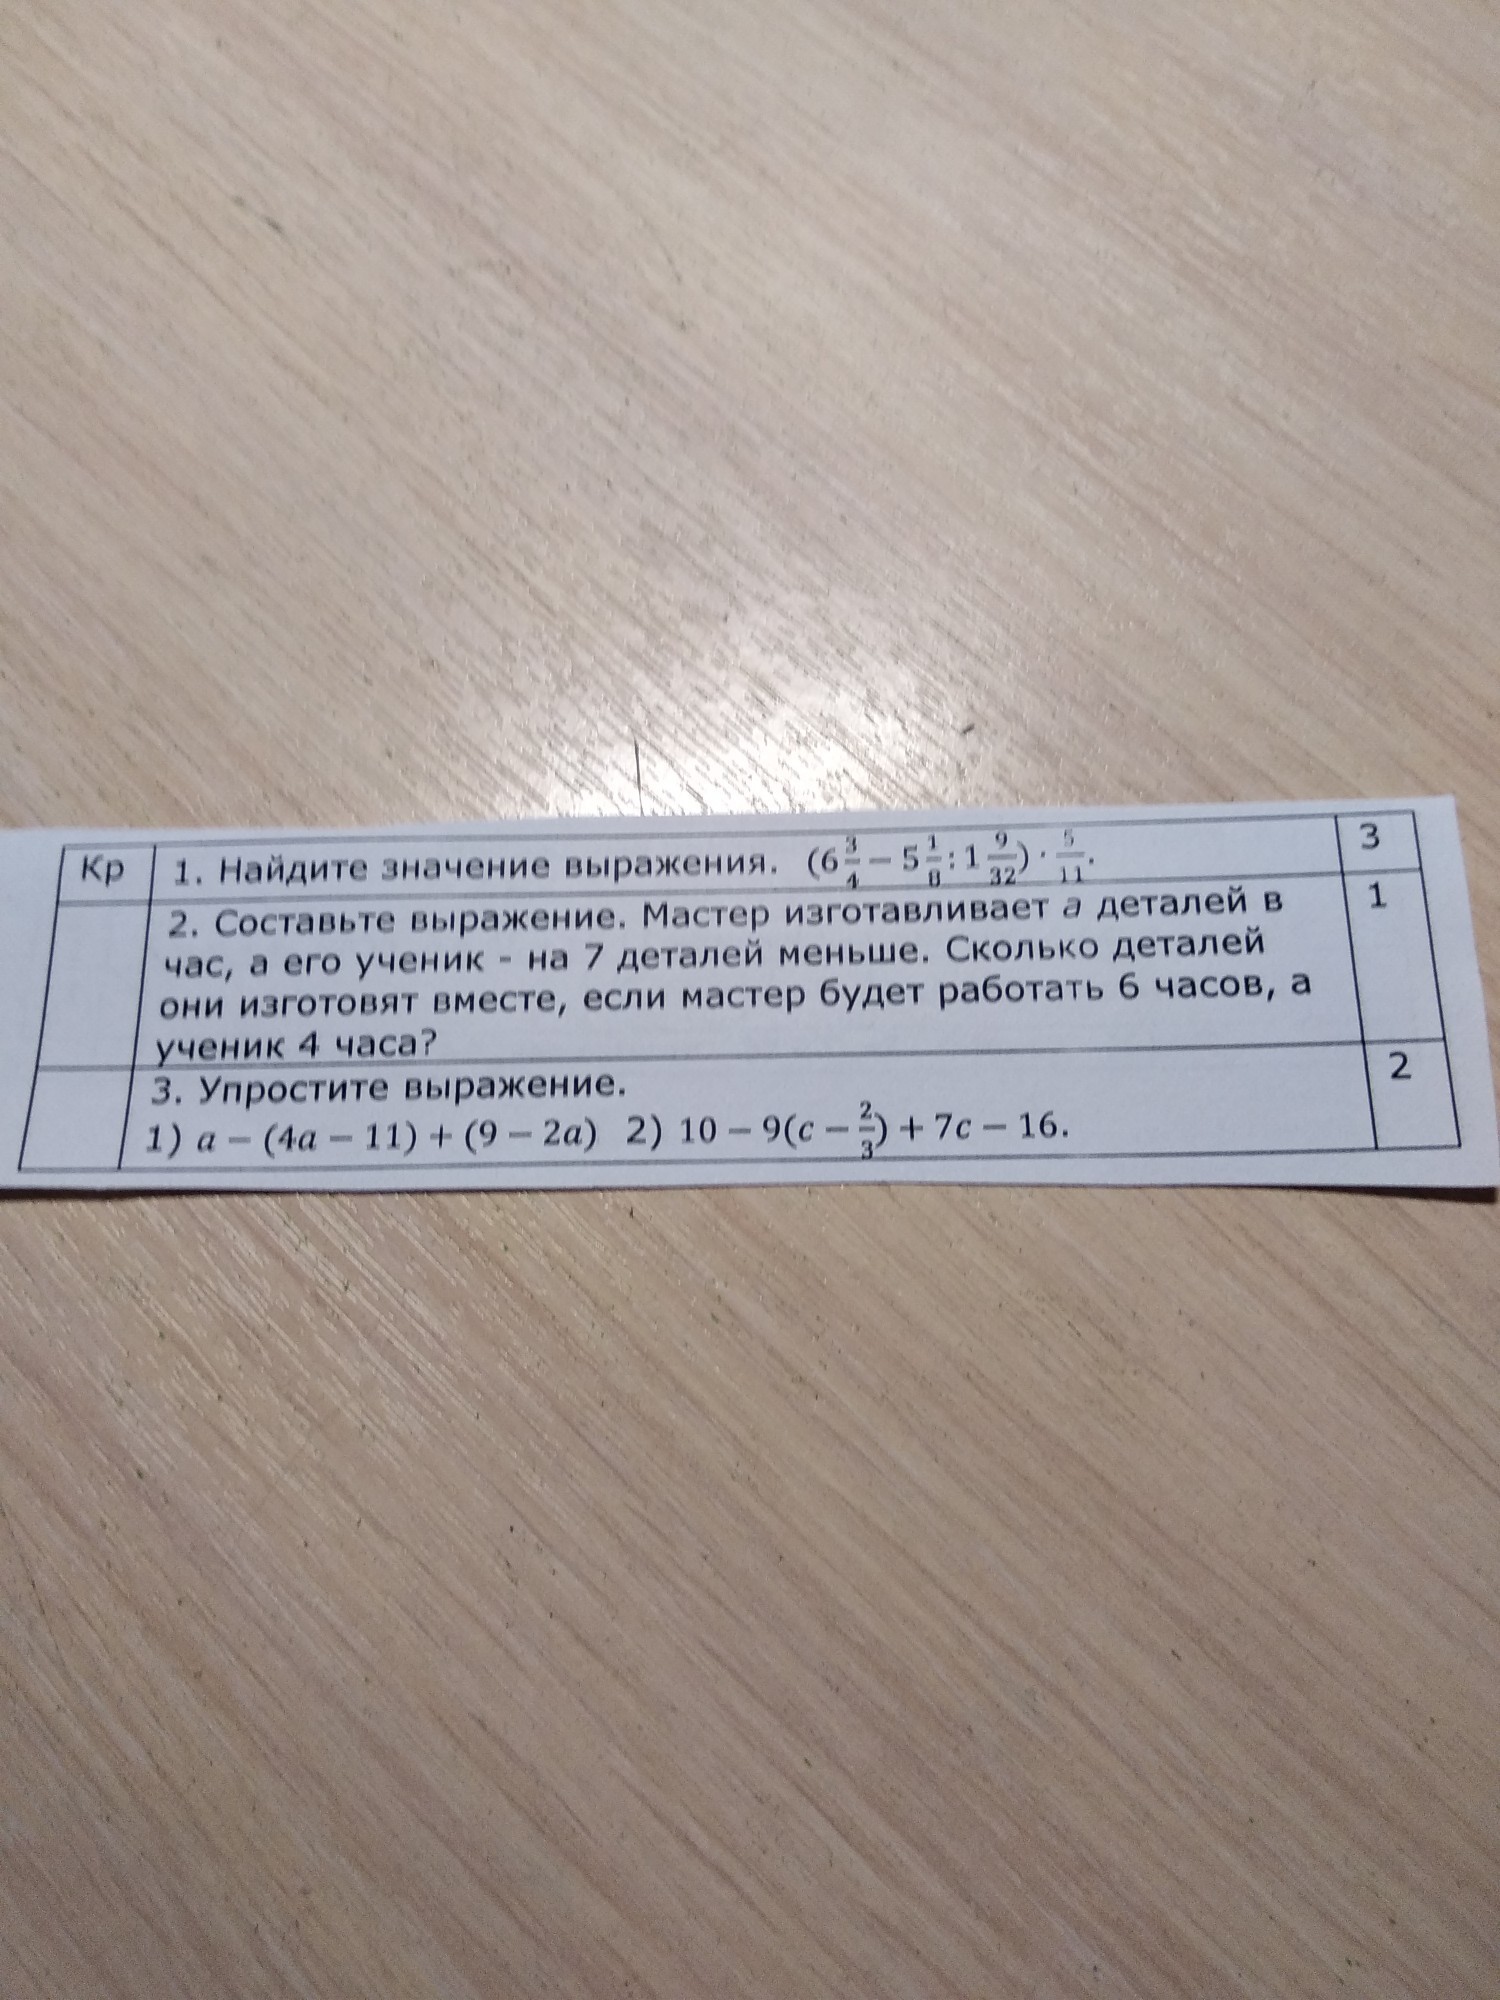 Кр 1. Найдите значение выражения. (6 3/4 − 5 1/8 : 1 9/32) · 5/11. 3
2. Составьте выражение. Мастер изготавливает а деталей в 1
час, а его ученик - на 7 деталей меньше. Сколько деталей
они изготовят вместе, если мастер будет работать 6 часов, а
ученик 4 часа?
3. Упростите выражение. 2
1) a − (4a − 11) + (9 − 2a) 2) 10 − 9(c − 2/3) + 7c − 16.